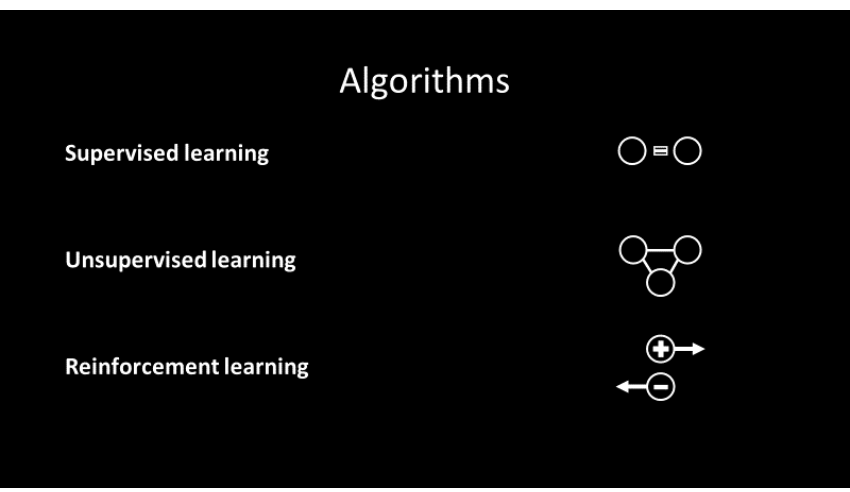 Algorithms
Supervised learning
Unsupervised learning
Reinforcement learning